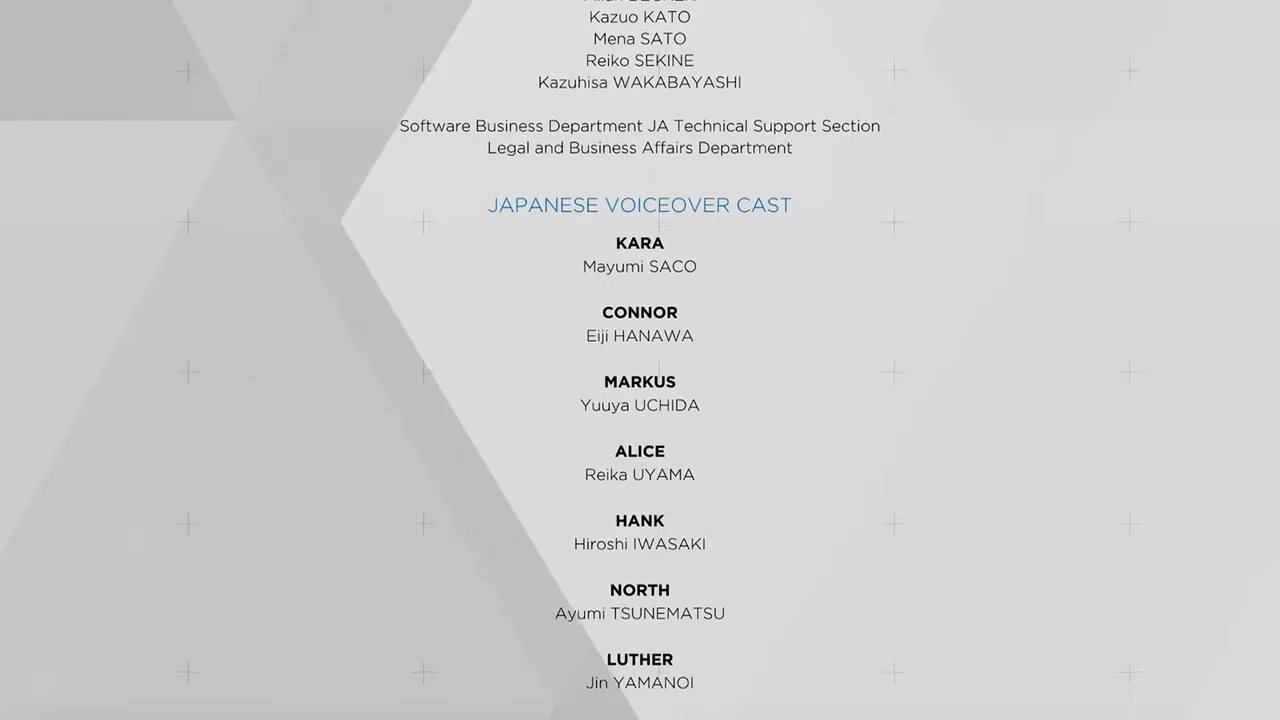 Kazuo KATO
Mena SATO
Reiko SEKINE
Kazuhisa WAKABAYASHI
Software Business Department JA Technical Support Section
Legal and Business Affairs Department
JAPANESE VOICEOVER CAST
KARA
Mayumi SACO
CONNOR
Eiji HANAWA
MARKUS
Yuuya UCHIDA
ALICE
Reika UYAMA
HANK
Hiroshi IWASAKI
NORTH
Ayumi TSUNEMATSU
LUTHER
Jin YAMANOI